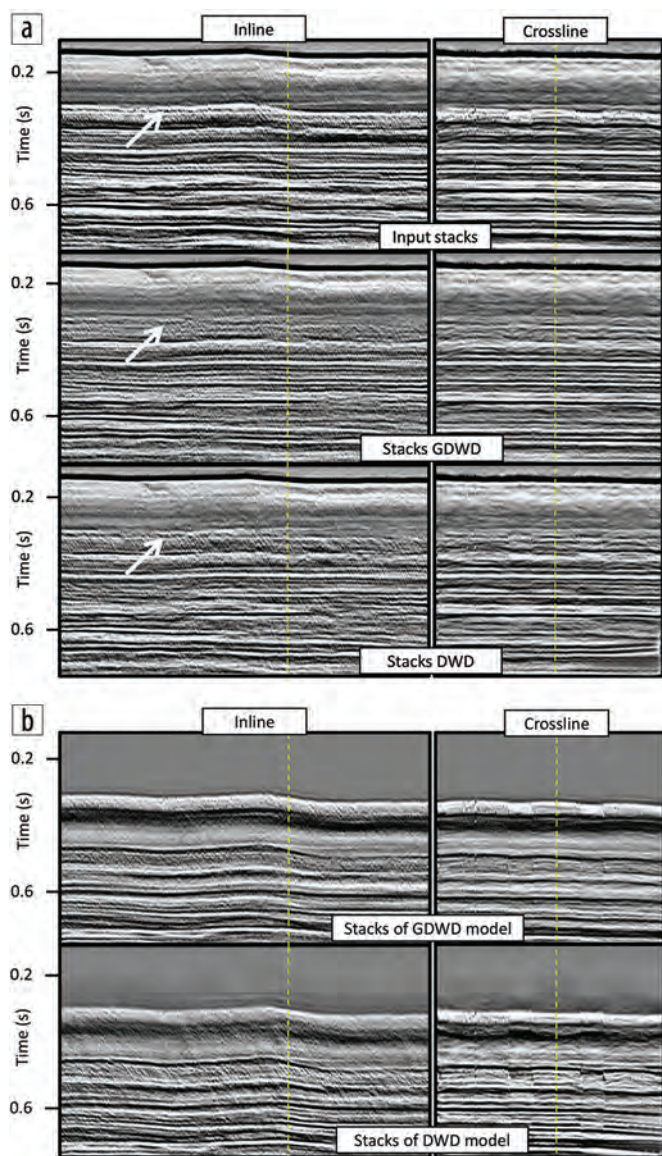 a
Inline
Crossline
0.2
Time (s)
0.6
Input stacks
0.2
Time (s)
0.6
Stacks GDWD
0.2
Time (s)
0.6
Stacks DWD
b
Inline
Crossline
0.2
Time (s)
0.6
Stacks of GDWD model
0.2
Time (s)
0.6
Stacks of DWD model